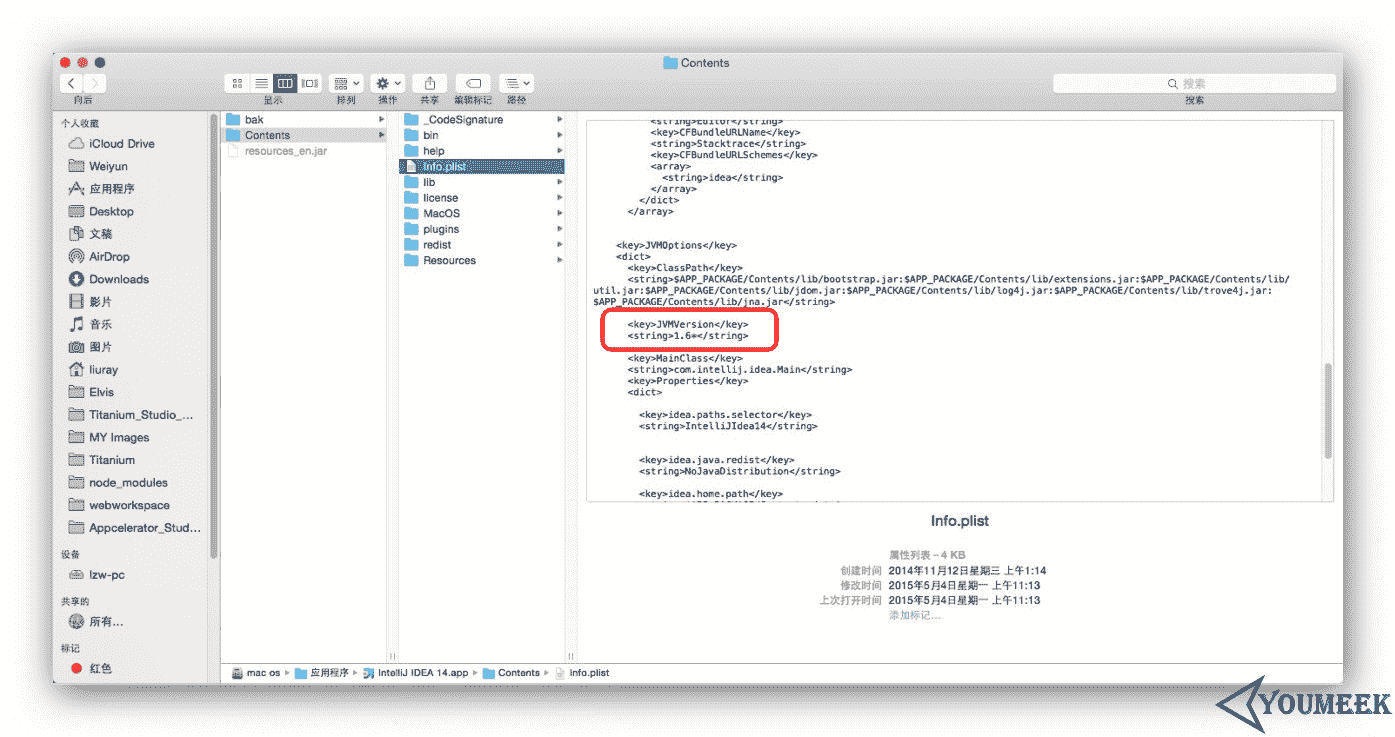 Contents
向后
显示
排列
操作
共享
编辑标记
路径
搜索
搜索
个人收藏
iCloud Drive
Weiyun
应用程序
Desktop
文稿
AirDrop
Downloads
影片
音乐
图片
liuray
Elvis
Titanium_Studio_...
MY Images
Titanium
node_modules
webworkspace
Appcelerator_Stud...
设备
lzw-pc
共享的
所有...
标记
红色
bak
Contents
resources_en.jar
_CodeSignature
bin
help
Info.plist
lib
license
MacOS
plugins
redist
Resources
<string>Editor</string>
<key>CFBundleURLName</key>
<string>Stacktrace</string>
<key>CFBundleURLSchemes</key>
<array>
<string>idea</string>
</array>
</dict>
</array>
<key>JVMOptions</key>
<dict>
<key>ClassPath</key>
<string>$APP_PACKAGE/Contents/lib/bootstrap.jar:$APP_PACKAGE/Contents/lib/extensions.jar:$APP_PACKAGE/Contents/lib/
util.jar:$APP_PACKAGE/Contents/lib/jdom.jar:$APP_PACKAGE/Contents/lib/log4j.jar:$APP_PACKAGE/Contents/lib/trove4j.jar:
$APP_PACKAGE/Contents/lib/jna.jar</string>
<key>JVMVersion</key>
<string>1.6*</string>
<key>MainClass</key>
<string>com.intellij.idea.Main</string>
<key>Properties</key>
<dict>
<key>idea.paths.selector</key>
<string>IntelliJIdea14</string>
<key>idea.java.redist</key>
<string>NoJavaDistribution</string>
<key>idea.home.path</key>
Info.plist
属性列表 – 4 KB
创建时间 2014年11月12日星期三 上午1:14
修改时间 2015年5月4日星期一 上午11:13
上次打开时间 2015年5月4日星期一 上午11:13
添加标记...
mac os ▸ 应用程序 ▸ IntelliJ IDEA 14.app ▸ Contents ▸ Info.plist
YOUMEEK